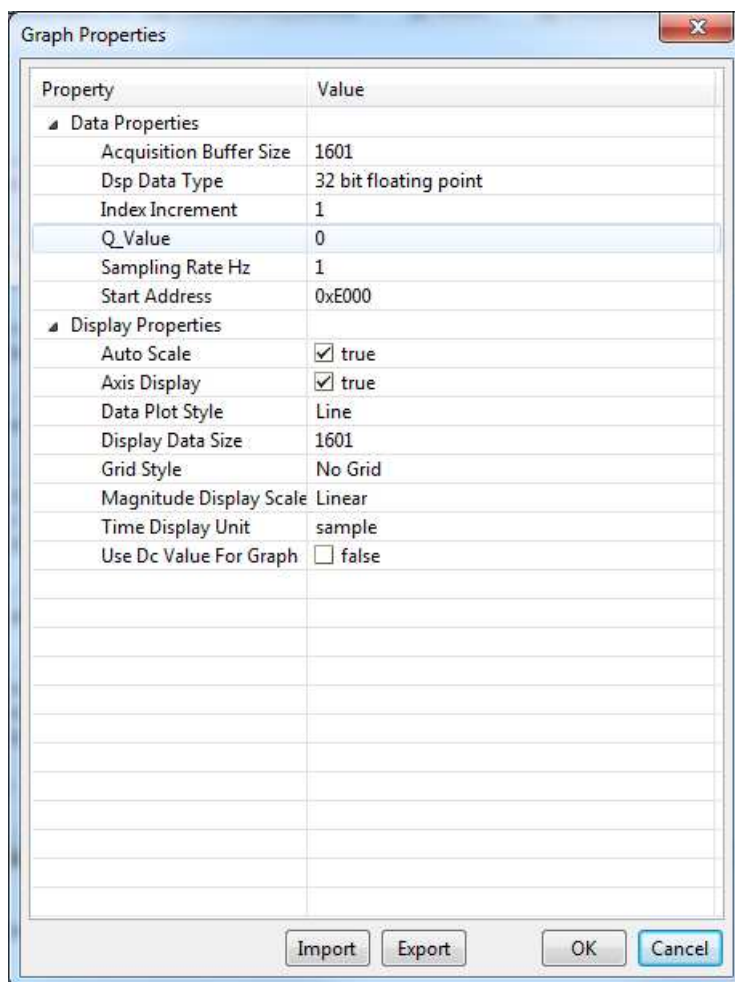 Graph Properties
Property Value
Data Properties
Acquisition Buffer Size 1601
Dsp Data Type 32 bit floating point
Index Increment 1
Q_Value 0
Sampling Rate Hz 1
Start Address 0xE000
Display Properties
Auto Scale true
Axis Display true
Data Plot Style Line
Display Data Size 1601
Grid Style No Grid
Magnitude Display Scale Linear
Time Display Unit sample
Use Dc Value For Graph false
Import Export OK Cancel